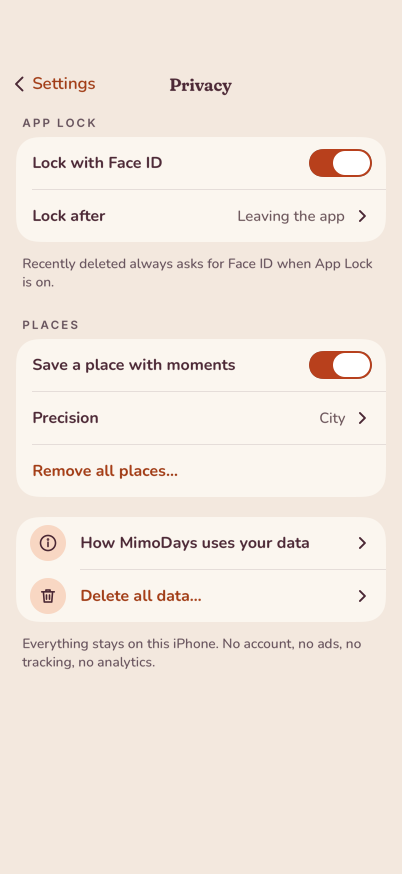 Settings
Privacy
APP LOCK
Lock with Face ID
Lock after
Leaving the app
Recently deleted always asks for Face ID when App Lock
is on.
PLACES
Save a place with moments
Precision
City
Remove all places...
How MimoDays uses your data
Delete all data...
Everything stays on this iPhone. No account, no ads, no
tracking, no analytics.